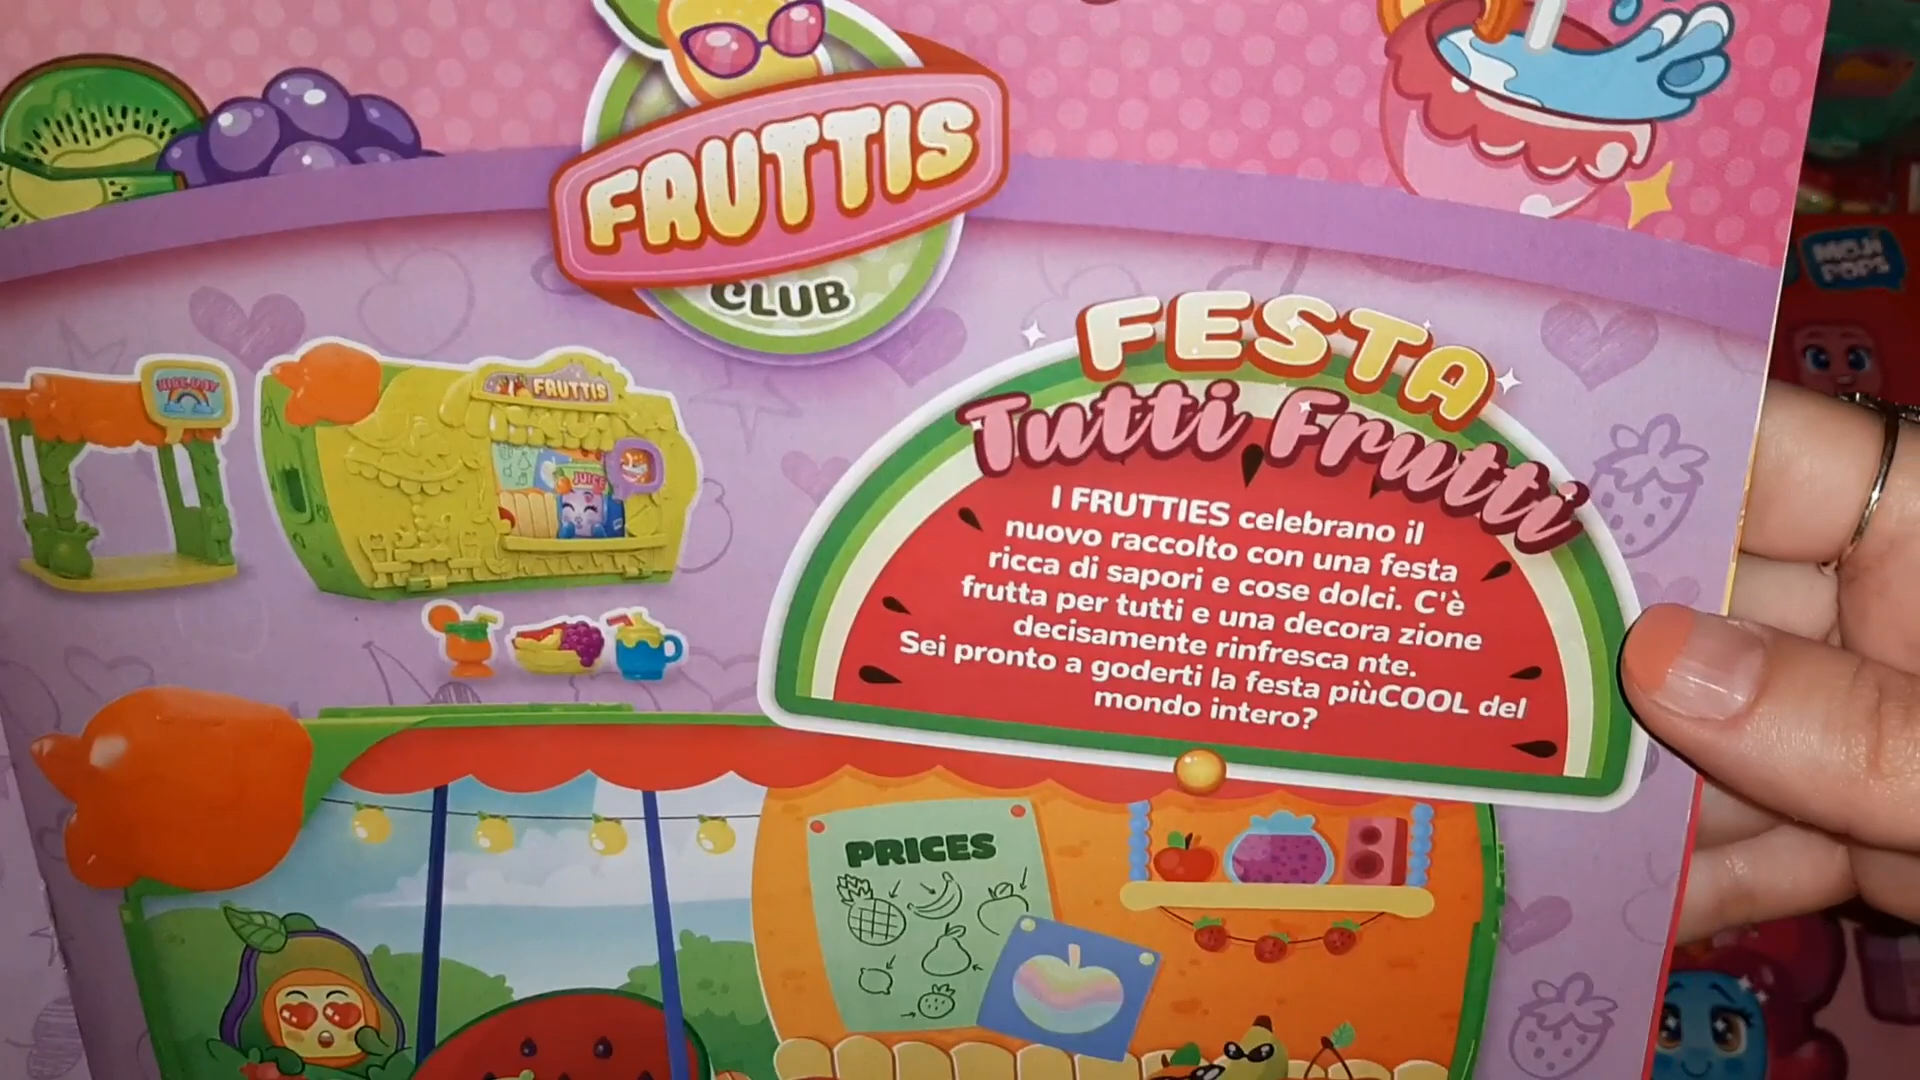 FRUTTIS
CLUB
MOJI
POPS
FESTA
Tutti Frutti
NICE DAY
FRUTTIS
JUICE
I FRUTTIES celebrano il
nuovo raccolto con una festa
ricca di sapori e cose dolci. C'è
frutta per tutti e una decora zione
decisamente rinfresca nte.
Sei pronto a goderti la festa piùCOOL del
mondo intero?
PRICES